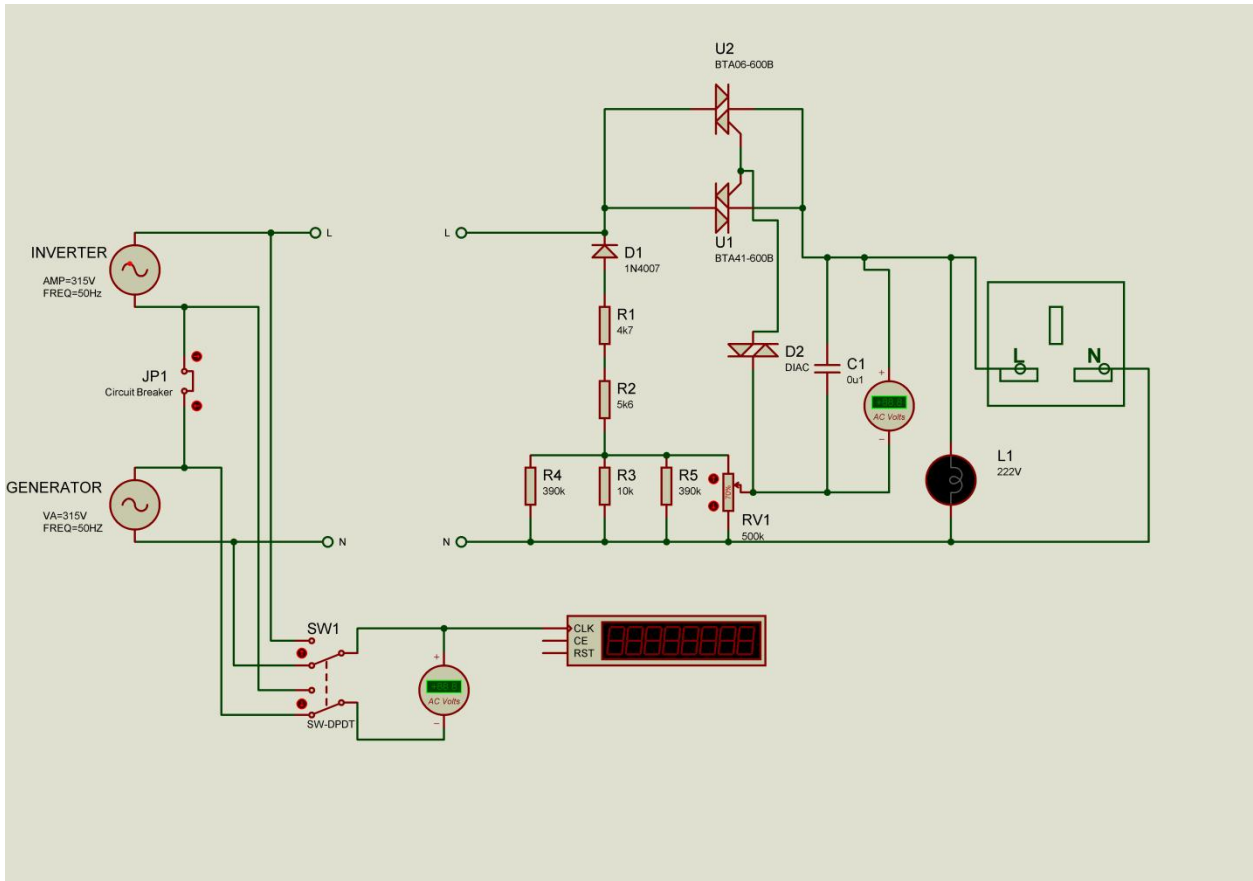 U2
BTA06-600B
INVERTER
AMP=315V
FREQ=50Hz
L
L
D1
1N4007
U1
BTA41-600B
R1
4k7
JP1
Circuit Breaker
R2
5k6
D2
DIAC
C1
0u1
AC Volts
L
N
GENERATOR
VA=315V
FREQ=50HZ
R4
390k
R3
10k
R5
390k
70%
RV1
500k
L1
222V
N
N
SW1
SW-DPDT
CLK
CE
RST
AC Volts